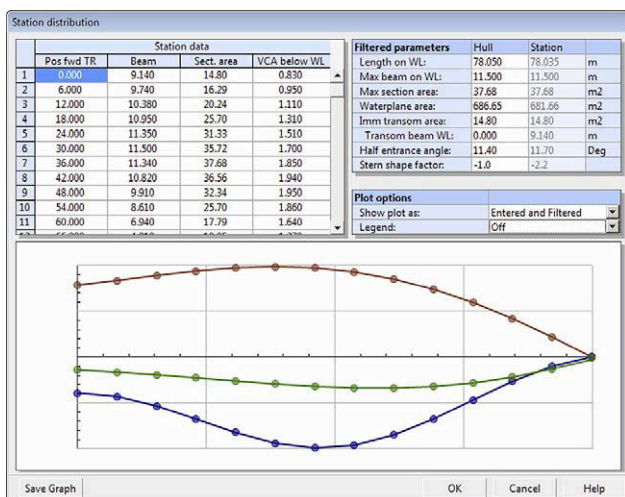 Station distribution
Station data
Pos fwd TR Beam Sect. area VCA below WL
1 0.000 9.140 14.80 0.830
2 6.000 9.740 16.29 0.950
3 12.000 10.380 20.24 1.110
4 18.000 10.950 25.70 1.310
5 24.000 11.350 31.33 1.510
6 30.000 11.500 35.72 1.700
7 36.000 11.340 37.68 1.850
8 42.000 10.820 36.56 1.940
9 48.000 9.910 32.34 1.950
10 54.000 8.610 25.70 1.860
11 60.000 6.940 17.79 1.640
Filtered parameters Hull Station
Length on WL: 78.050 78.035 m
Max beam on WL: 11.500 11.500 m
Max section area: 37.68 37.68 m2
Waterplane area: 686.65 681.66 m2
Imm transom area: 14.80 14.80 m2
Transom beam WL: 0.000 9.140 m
Half entrance angle: 11.40 11.70 Deg
Stern shape factor: -1.0 -2.2
Plot options
Show plot as: Entered and Filtered
Legend: Off
Save Graph OK Cancel Help